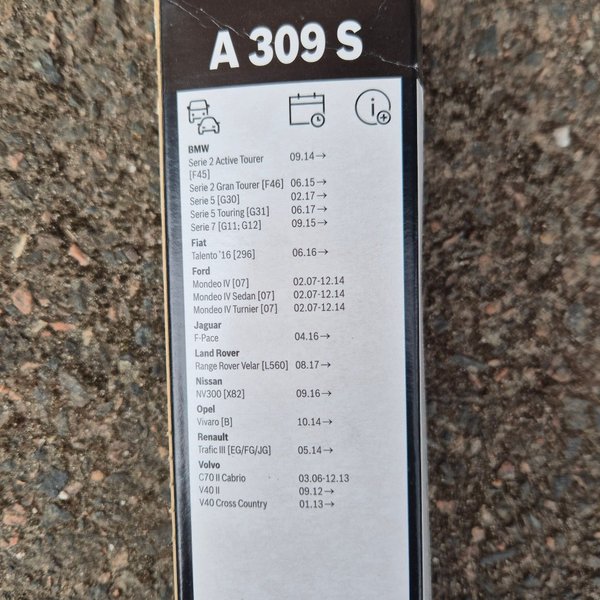 A 309 S
BMW
Serie 2 Active Tourer 09.14→
[F45]
Serie 2 Gran Tourer [F46] 06.15→
Serie 5 [G30] 02.17→
Serie 5 Touring [G31] 06.17→
Serie 7 [G11; G12] 09.15→
Fiat
Talento '16 [296] 06.16→
Ford
Mondeo IV [07] 02.07-12.14
Mondeo IV Sedan [07] 02.07-12.14
Mondeo IV Turnier [07] 02.07-12.14
Jaguar
F-Pace 04.16→
Land Rover
Range Rover Velar [L560] 08.17→
Nissan
NV300 [X82] 09.16→
Opel
Vivaro [B] 10.14→
Renault
Trafic III [EG/FG/JG] 05.14→
Volvo
C70 II Cabrio 03.06-12.13
V40 II 09.12→
V40 Cross Country 01.13→